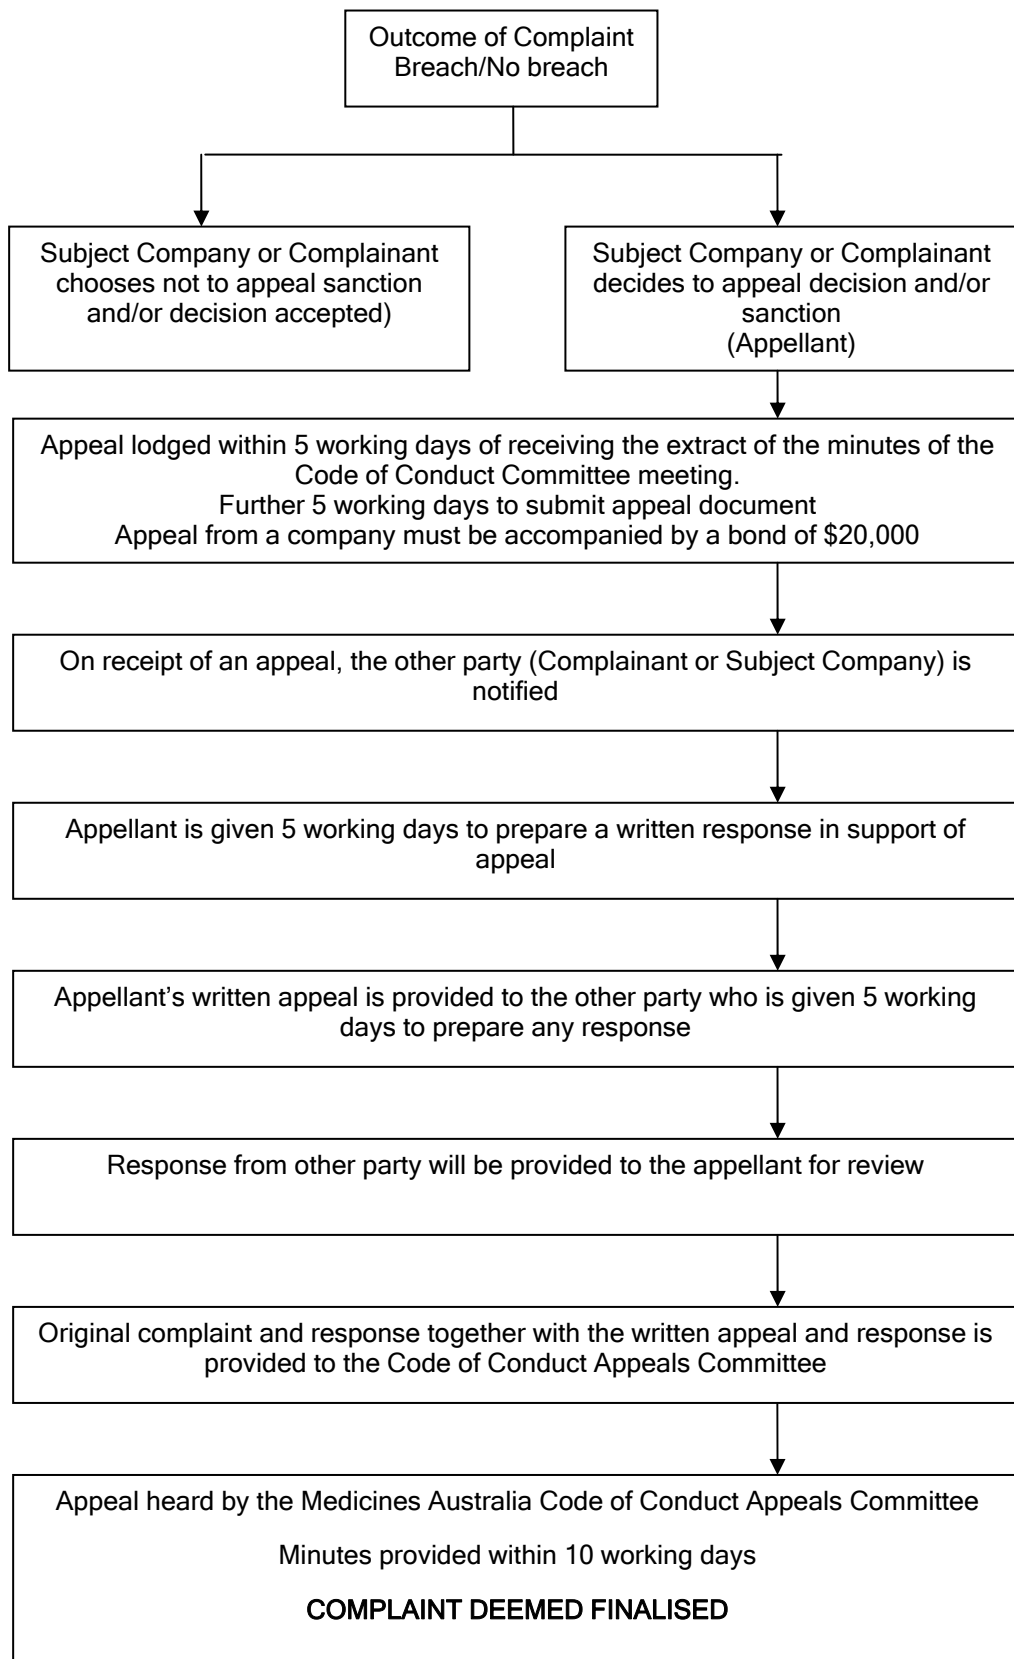 Outcome of Complaint
Breach/No breach
Subject Company or Complainant
chooses not to appeal sanction
and/or decision accepted)
Subject Company or Complainant
decides to appeal decision and/or
sanction
(Appellant)
Appeal lodged within 5 working days of receiving the extract of the minutes of the
Code of Conduct Committee meeting.
Further 5 working days to submit appeal document
Appeal from a company must be accompanied by a bond of $20,000
On receipt of an appeal, the other party (Complainant or Subject Company) is
notified
Appellant is given 5 working days to prepare a written response in support of
appeal
Appellant's written appeal is provided to the other party who is given 5 working
days to prepare any response
Response from other party will be provided to the appellant for review
Original complaint and response together with the written appeal and response is
provided to the Code of Conduct Appeals Committee
Appeal heard by the Medicines Australia Code of Conduct Appeals Committee
Minutes provided within 10 working days
COMPLAINT DEEMED FINALISED